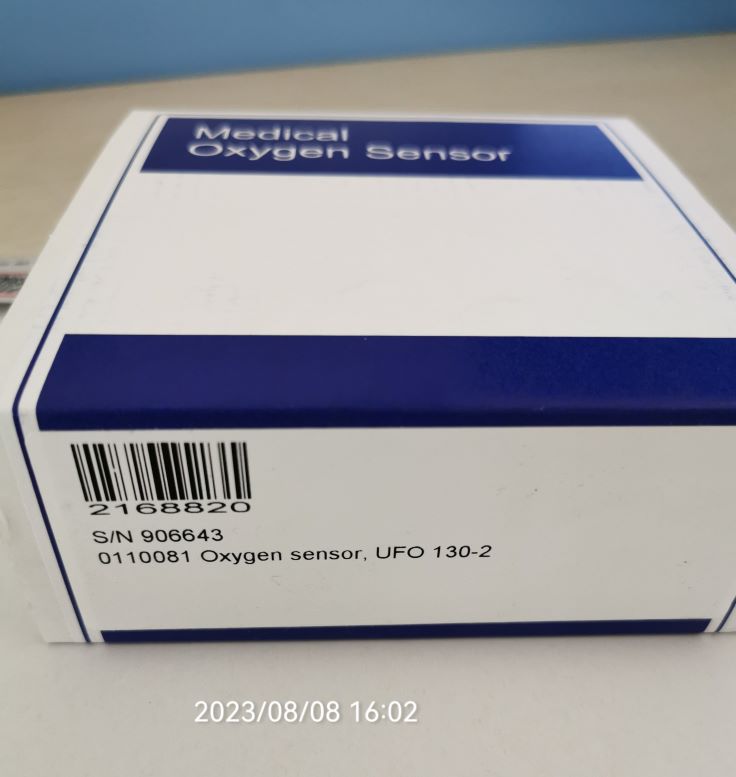 Medical
Oxygen Sensor
2168820
S/N 906643
0110081 Oxygen sensor, UFO 130-2
2023/08/08 16:02